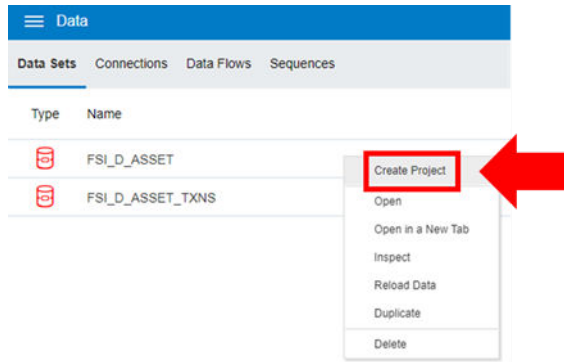 Data
Data Sets Connections Data Flows Sequences
Type Name
FSI_D_ASSET
FSI_D_ASSET_TXNS
Create Project
Open
Open in a New Tab
Inspect
Reload Data
Duplicate
Delete